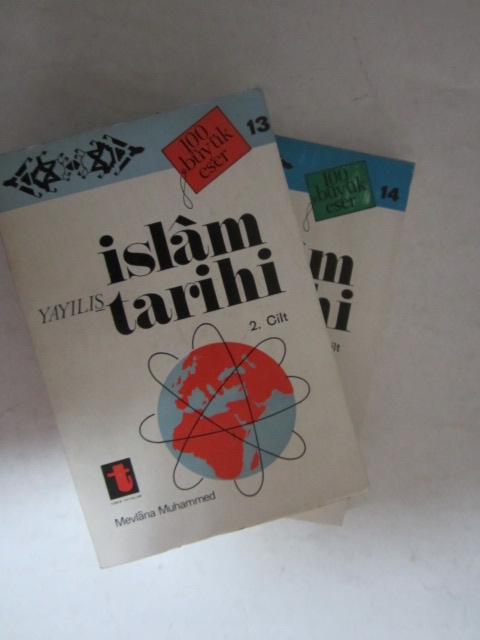 100
büyük
eser
13
islâm
YAYILIŞ
tarihi
2. Cilt
t
Mevlâna Muhammed
100
büyük
eser
14